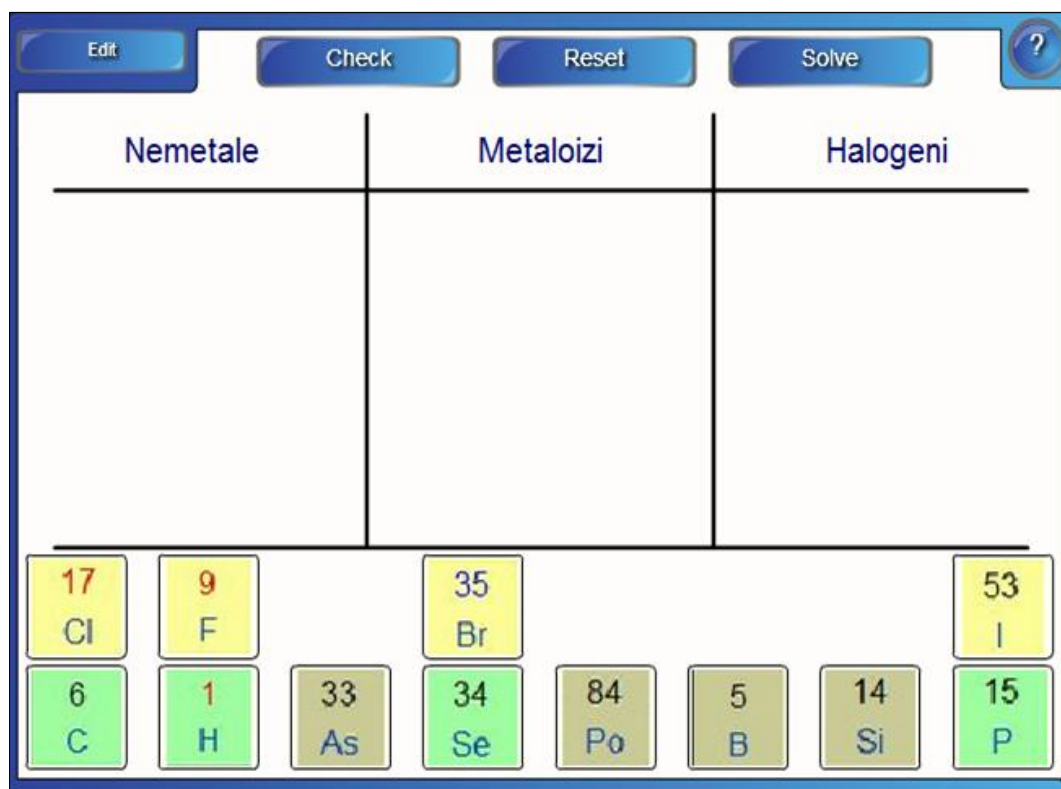 Edit
Check
Reset
Solve
?
Nemetale
Metaloizi
Halogeni
17
Cl
9
F
35
Br
53
I
6
C
1
H
33
As
34
Se
84
Po
5
B
14
Si
15
P